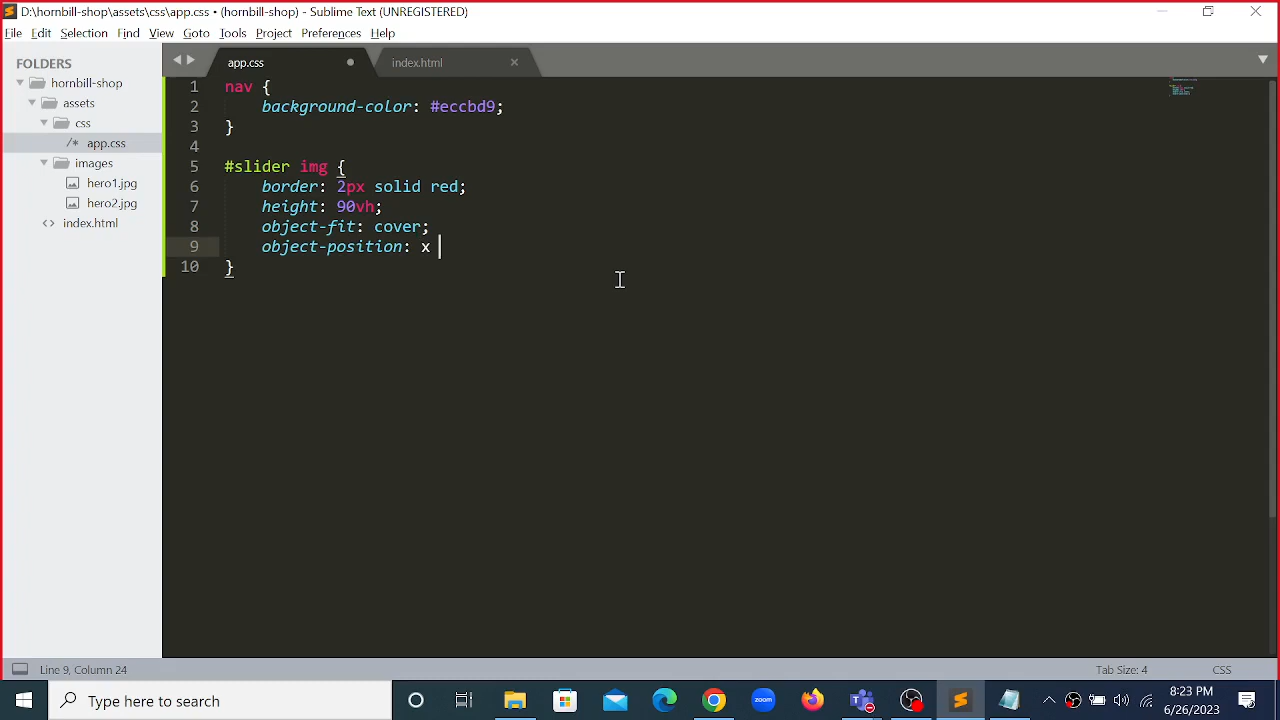 D:\hornbill-shop\assets\css\app.css • (hornbill-shop) - Sublime Text (UNREGISTERED)
File Edit Selection Find View Goto Tools Project Preferences Help
FOLDERS
hornbill-shop
assets
css
/* app.css
images
hero1.jpg
hero2.jpg
<> index.html
app.css
index.html
1 nav {
2 background-color: #eccbd9;
3 }
4
5 #slider img {
6 border: 2px solid red;
7 height: 90vh;
8 object-fit: cover;
9 object-position: x
10 }
Line 9, Column 24
Tab Size: 4
CSS
Type here to search
zoom
8:23 PM
6/26/2023